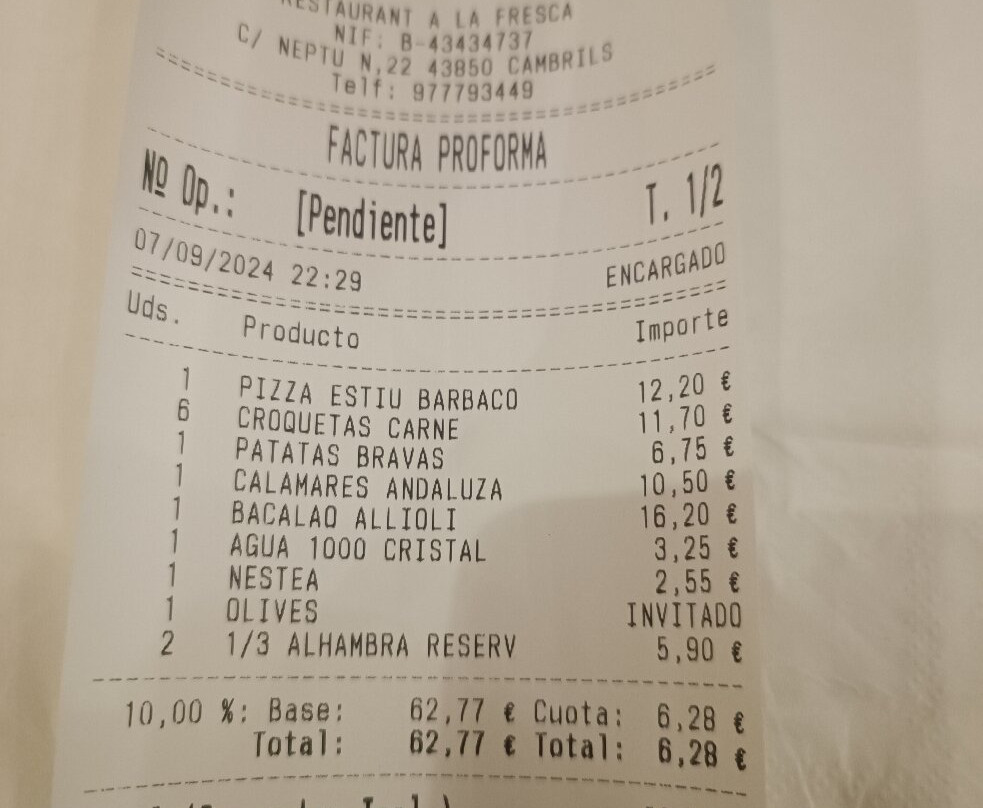 RESTAURANT A LA FRESCA
NIF: B-43434737
C/ NEPTU N,22 43850 CAMBRILS
Telf: 977793449
FACTURA PROFORMA
Nº Op.: [Pendiente] T. 1/2
07/09/2024 22:29 ENCARGADO
Uds. Producto Importe
1 PIZZA ESTIU BARBACO 12,20 €
6 CROQUETAS CARNE 11,70 €
1 PATATAS BRAVAS 6,75 €
1 CALAMARES ANDALUZA 10,50 €
1 BACALAO ALLIOLI 16,20 €
1 AGUA 1000 CRISTAL 3,25 €
1 NESTEA 2,55 €
1 OLIVES INVITADO
2 1/3 ALHAMBRA RESERV 5,90 €
10,00 %: Base: 62,77 € Cuota: 6,28 €
Total: 62,77 € Total: 6,28 €